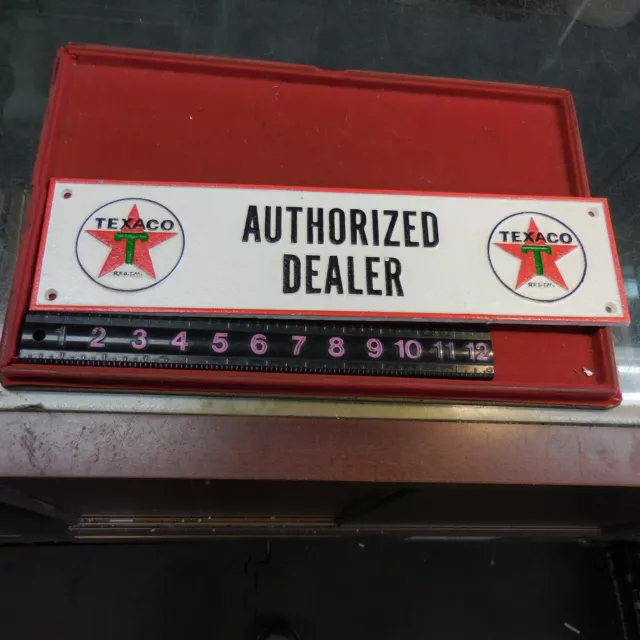 TEXACO
T
AUTHORIZED
DEALER
TEXACO
T
1 2 3 4 5 6 7 8 9 10 11 12